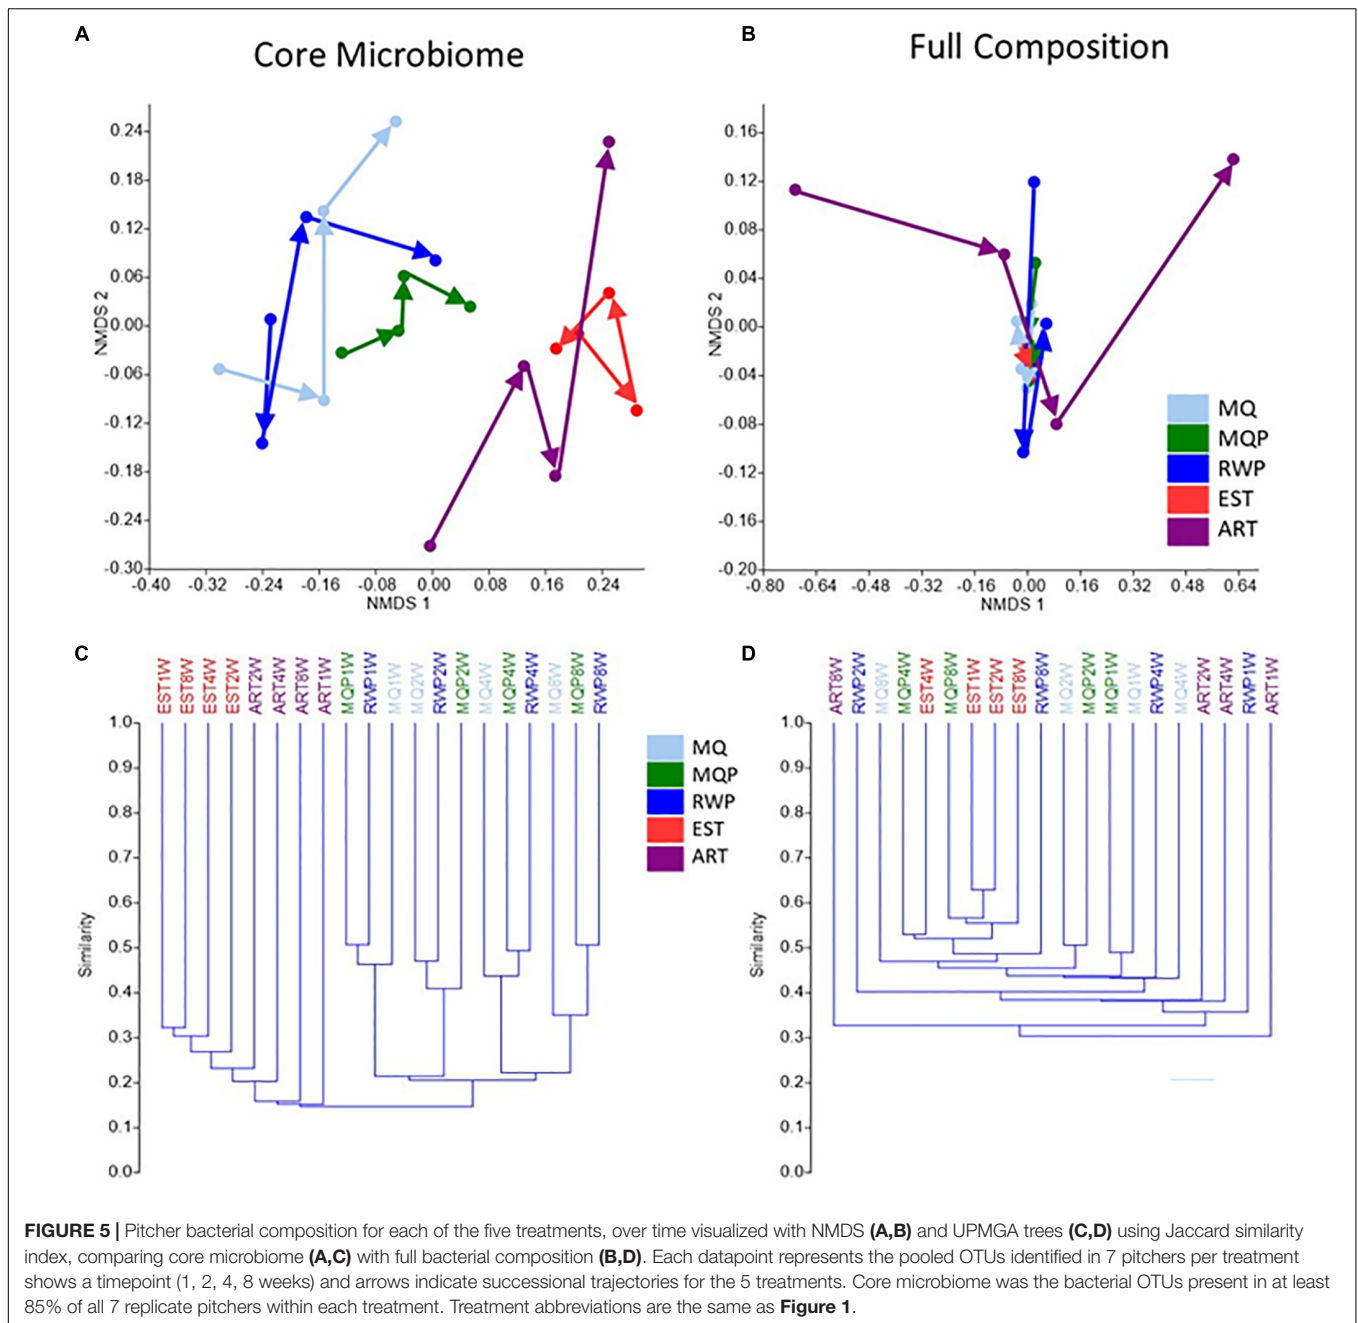 A
Core Microbiome
0.24
0.18
0.12
0.06
0.00
-0.06
-0.12
-0.18
-0.24
-0.30
NMDS 2
-0.40 -0.32 -0.24 -0.16 -0.08 0.00 0.08 0.16 0.24
NMDS 1
B
Full Composition
0.16
0.12
0.08
0.04
0.00
-0.04
-0.08
-0.12
-0.16
-0.20
NMDS 2
-0.80 -0.64 -0.48 -0.32 -0.16 0.00 0.16 0.32 0.48 0.64
NMDS 1
MQ
MQP
RWP
EST
ART
C
EST1W EST8W EST4W EST2W ART2W ART4W ART8W ART1W MQP1W RWP1W MQ1W MQ2W RWP2W MQP2W MQ4W MQP4W RWP4W MQ8W MQP8W RWP8W
1.0
0.9
0.8
0.7
0.6
0.5
0.4
0.3
0.2
0.1
0.0
Similarity
MQ
MQP
RWP
EST
ART
D
ART8W RWP2W MQ8W MQP4W EST4W MQP8W EST1W EST2W EST8W RWP8W MQ2W MQP2W MQP1W MQ1W RWP4W MQ4W ART2W ART4W RWP1W ART1W
1.0
0.9
0.8
0.7
0.6
0.5
0.4
0.3
0.2
0.1
0.0
Similarity
FIGURE 5 | Pitcher bacterial composition for each of the five treatments, over time visualized with NMDS (A,B) and UPMGA trees (C,D) using Jaccard similarity
index, comparing core microbiome (A,C) with full bacterial composition (B,D). Each datapoint represents the pooled OTUs identified in 7 pitchers per treatment
shows a timepoint (1, 2, 4, 8 weeks) and arrows indicate successional trajectories for the 5 treatments. Core microbiome was the bacterial OTUs present in at least
85% of all 7 replicate pitchers within each treatment. Treatment abbreviations are the same as Figure 1.